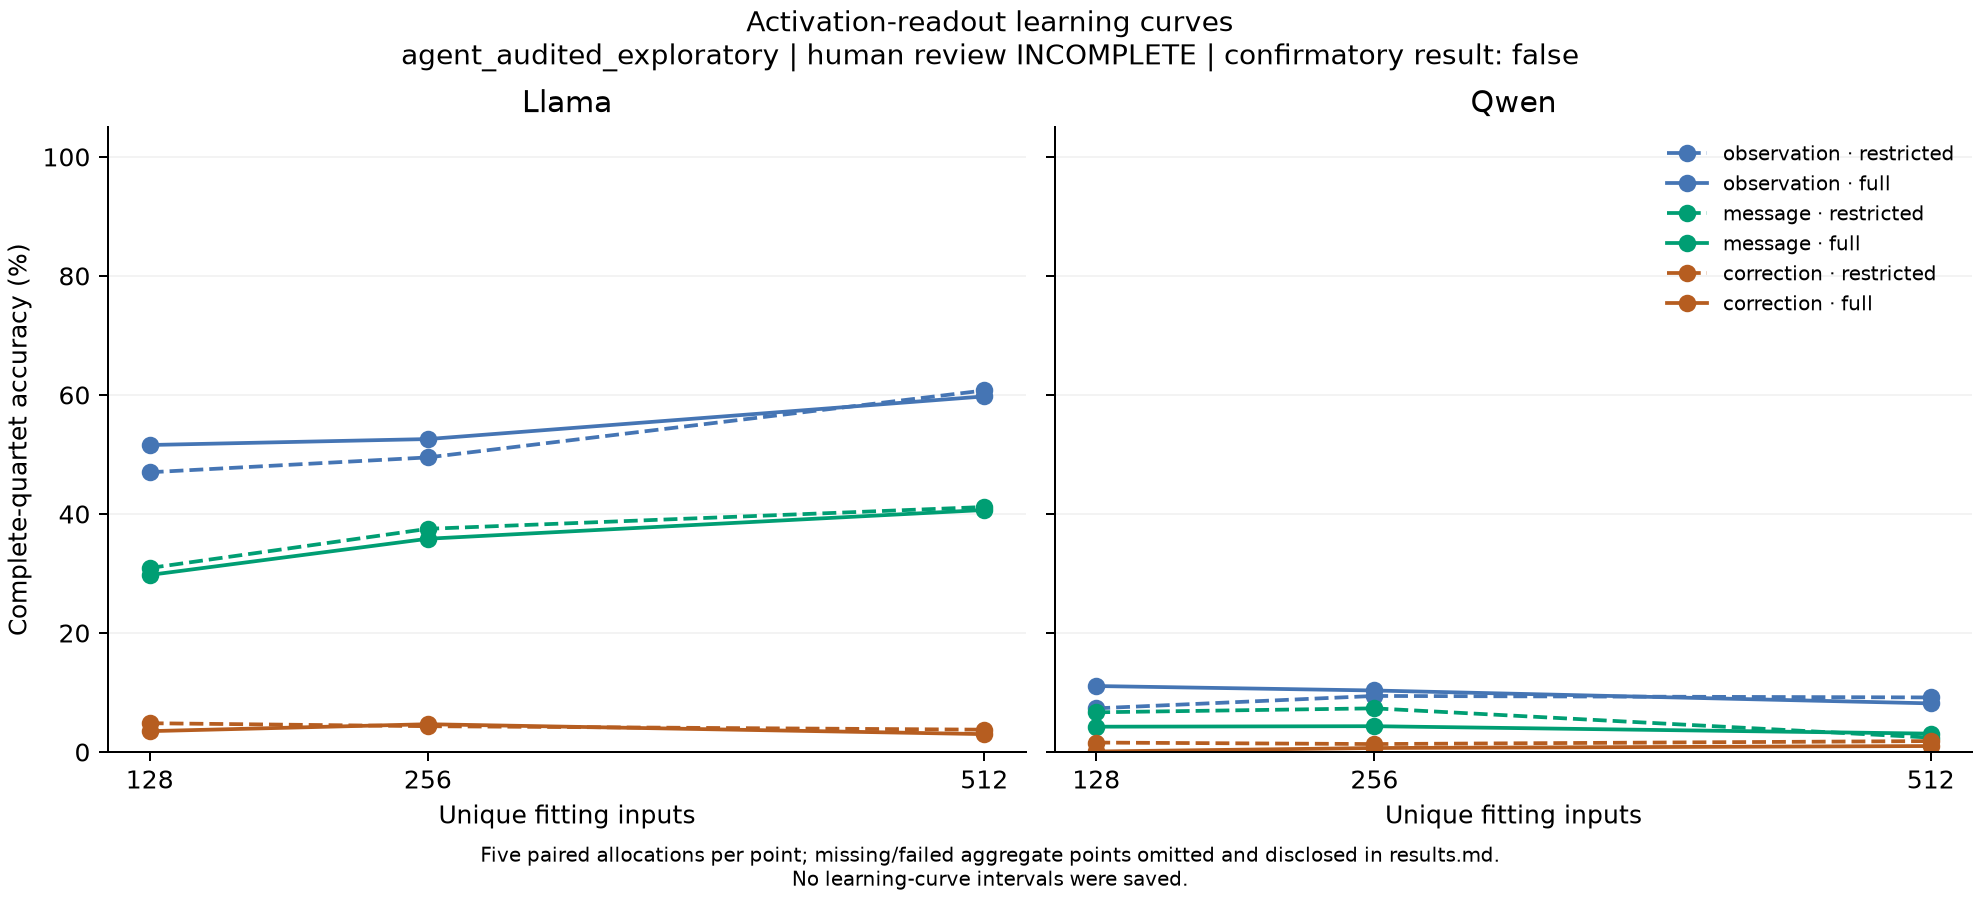 Activation-readout learning curves
agent_audited_exploratory | human review INCOMPLETE | confirmatory result: false
Llama
Qwen
Complete-quartet accuracy (%)
100
80
60
40
20
0
128
256
512
Unique fitting inputs
observation · restricted
observation · full
message · restricted
message · full
correction · restricted
correction · full
128
256
512
Unique fitting inputs
Five paired allocations per point; missing/failed aggregate points omitted and disclosed in results.md.
No learning-curve intervals were saved.